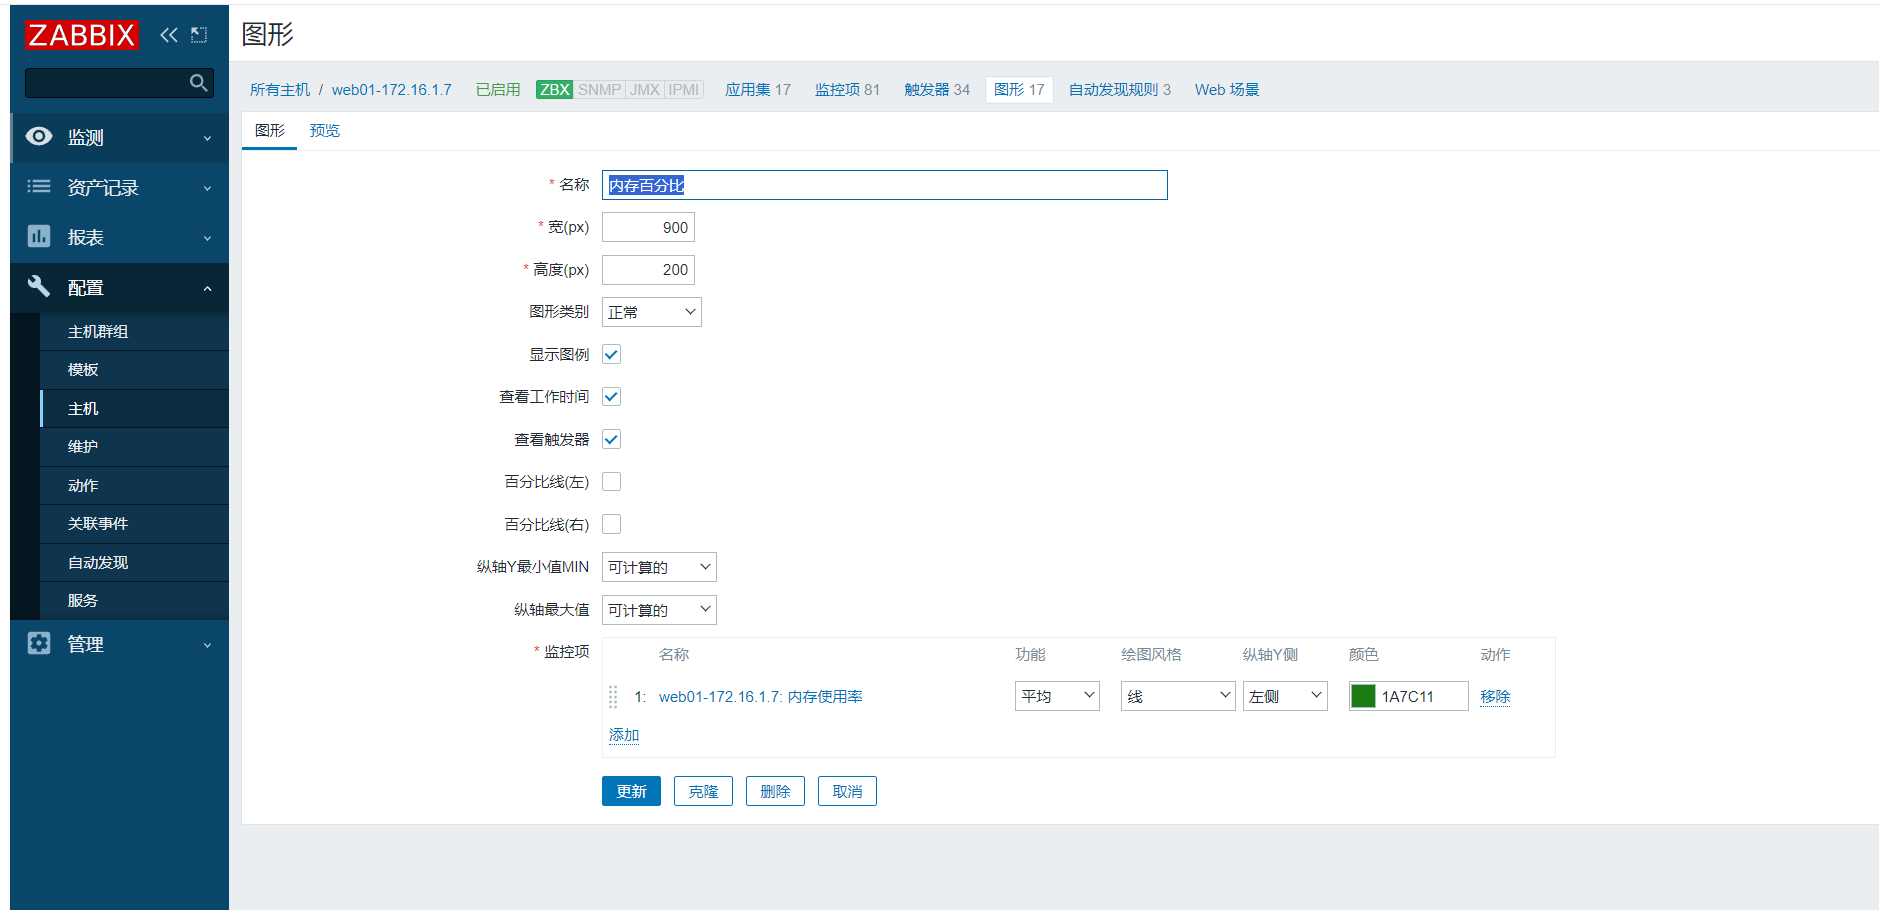 ZABBIX
图形
所有主机 / web01-172.16.1.7 已启用 ZBX SNMP JMX IPMI 应用集 17 监控项 81 触发器 34 图形 17 自动发现规则 3 Web 场景
监测
资产记录
报表
配置
主机群组
模板
主机
维护
动作
关联事件
自动发现
服务
管理
图形 预览
* 名称 内存百分比
* 宽(px) 900
* 高度(px) 200
图形类别 正常
显示图例
查看工作时间
查看触发器
百分比线(左)
百分比线(右)
纵轴Y最小值MIN 可计算的
纵轴最大值 可计算的
* 监控项 名称 功能 绘图风格 纵轴Y侧 颜色 动作
1: web01-172.16.1.7: 内存使用率 平均 线 左侧 1A7C11 移除
添加
更新 克隆 删除 取消